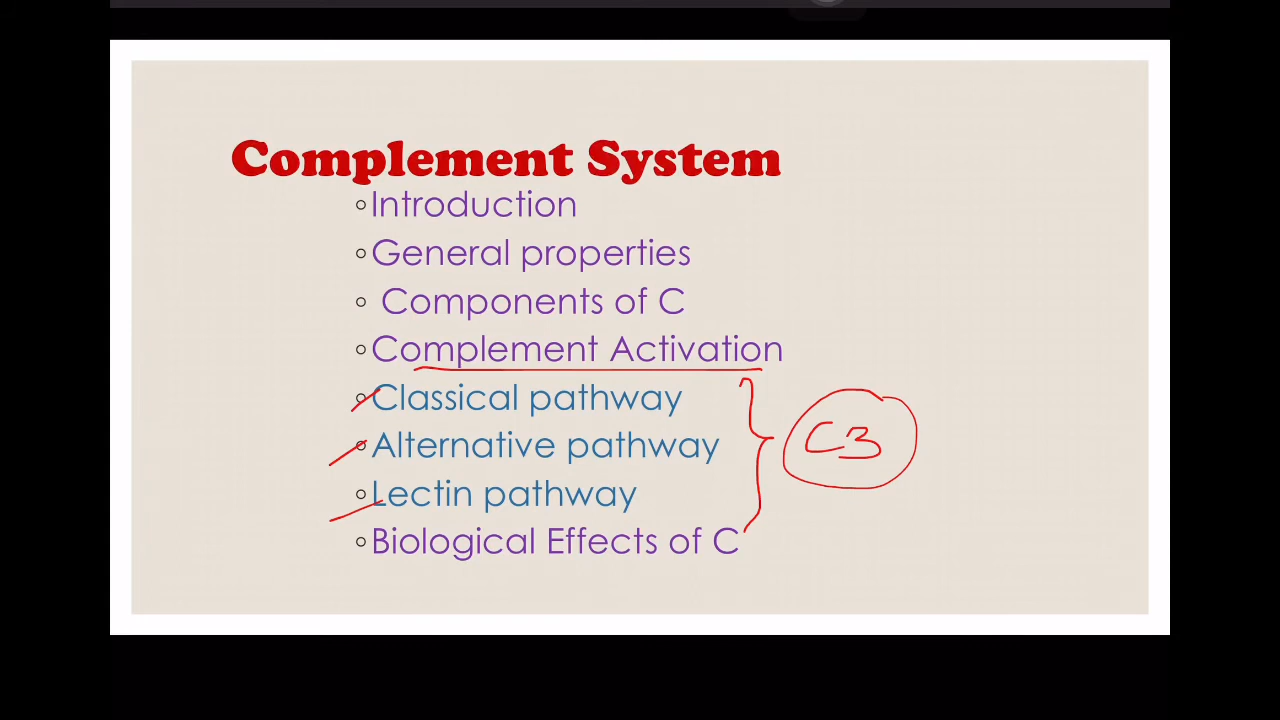 Complement System
◦Introduction
◦General properties
◦ Components of C
◦Complement Activation
◦Classical pathway
◦Alternative pathway
C3
◦Lectin pathway
◦Biological Effects of C